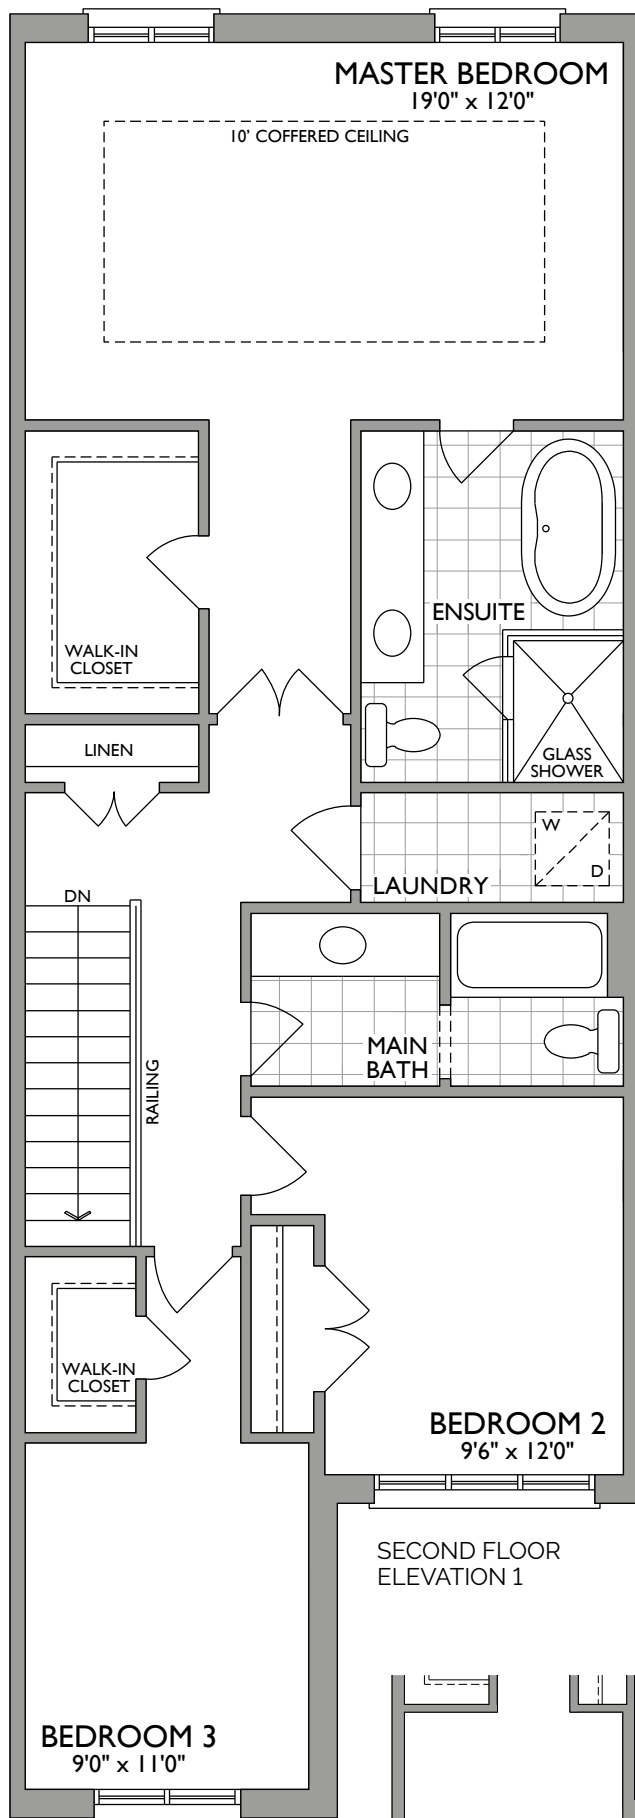 MASTER BEDROOM
19'0" x 12'0"
10' COFFERED CEILING
ENSUITE
WALK-IN
CLOSET
LINEN
GLASS
SHOWER
W
D
LAUNDRY
DN
MAIN
BATH
RAILING
WALK-IN
CLOSET
BEDROOM 2
9'6" x 12'0"
SECOND FLOOR
ELEVATION 1
BEDROOM 3
9'0" x 11'0"